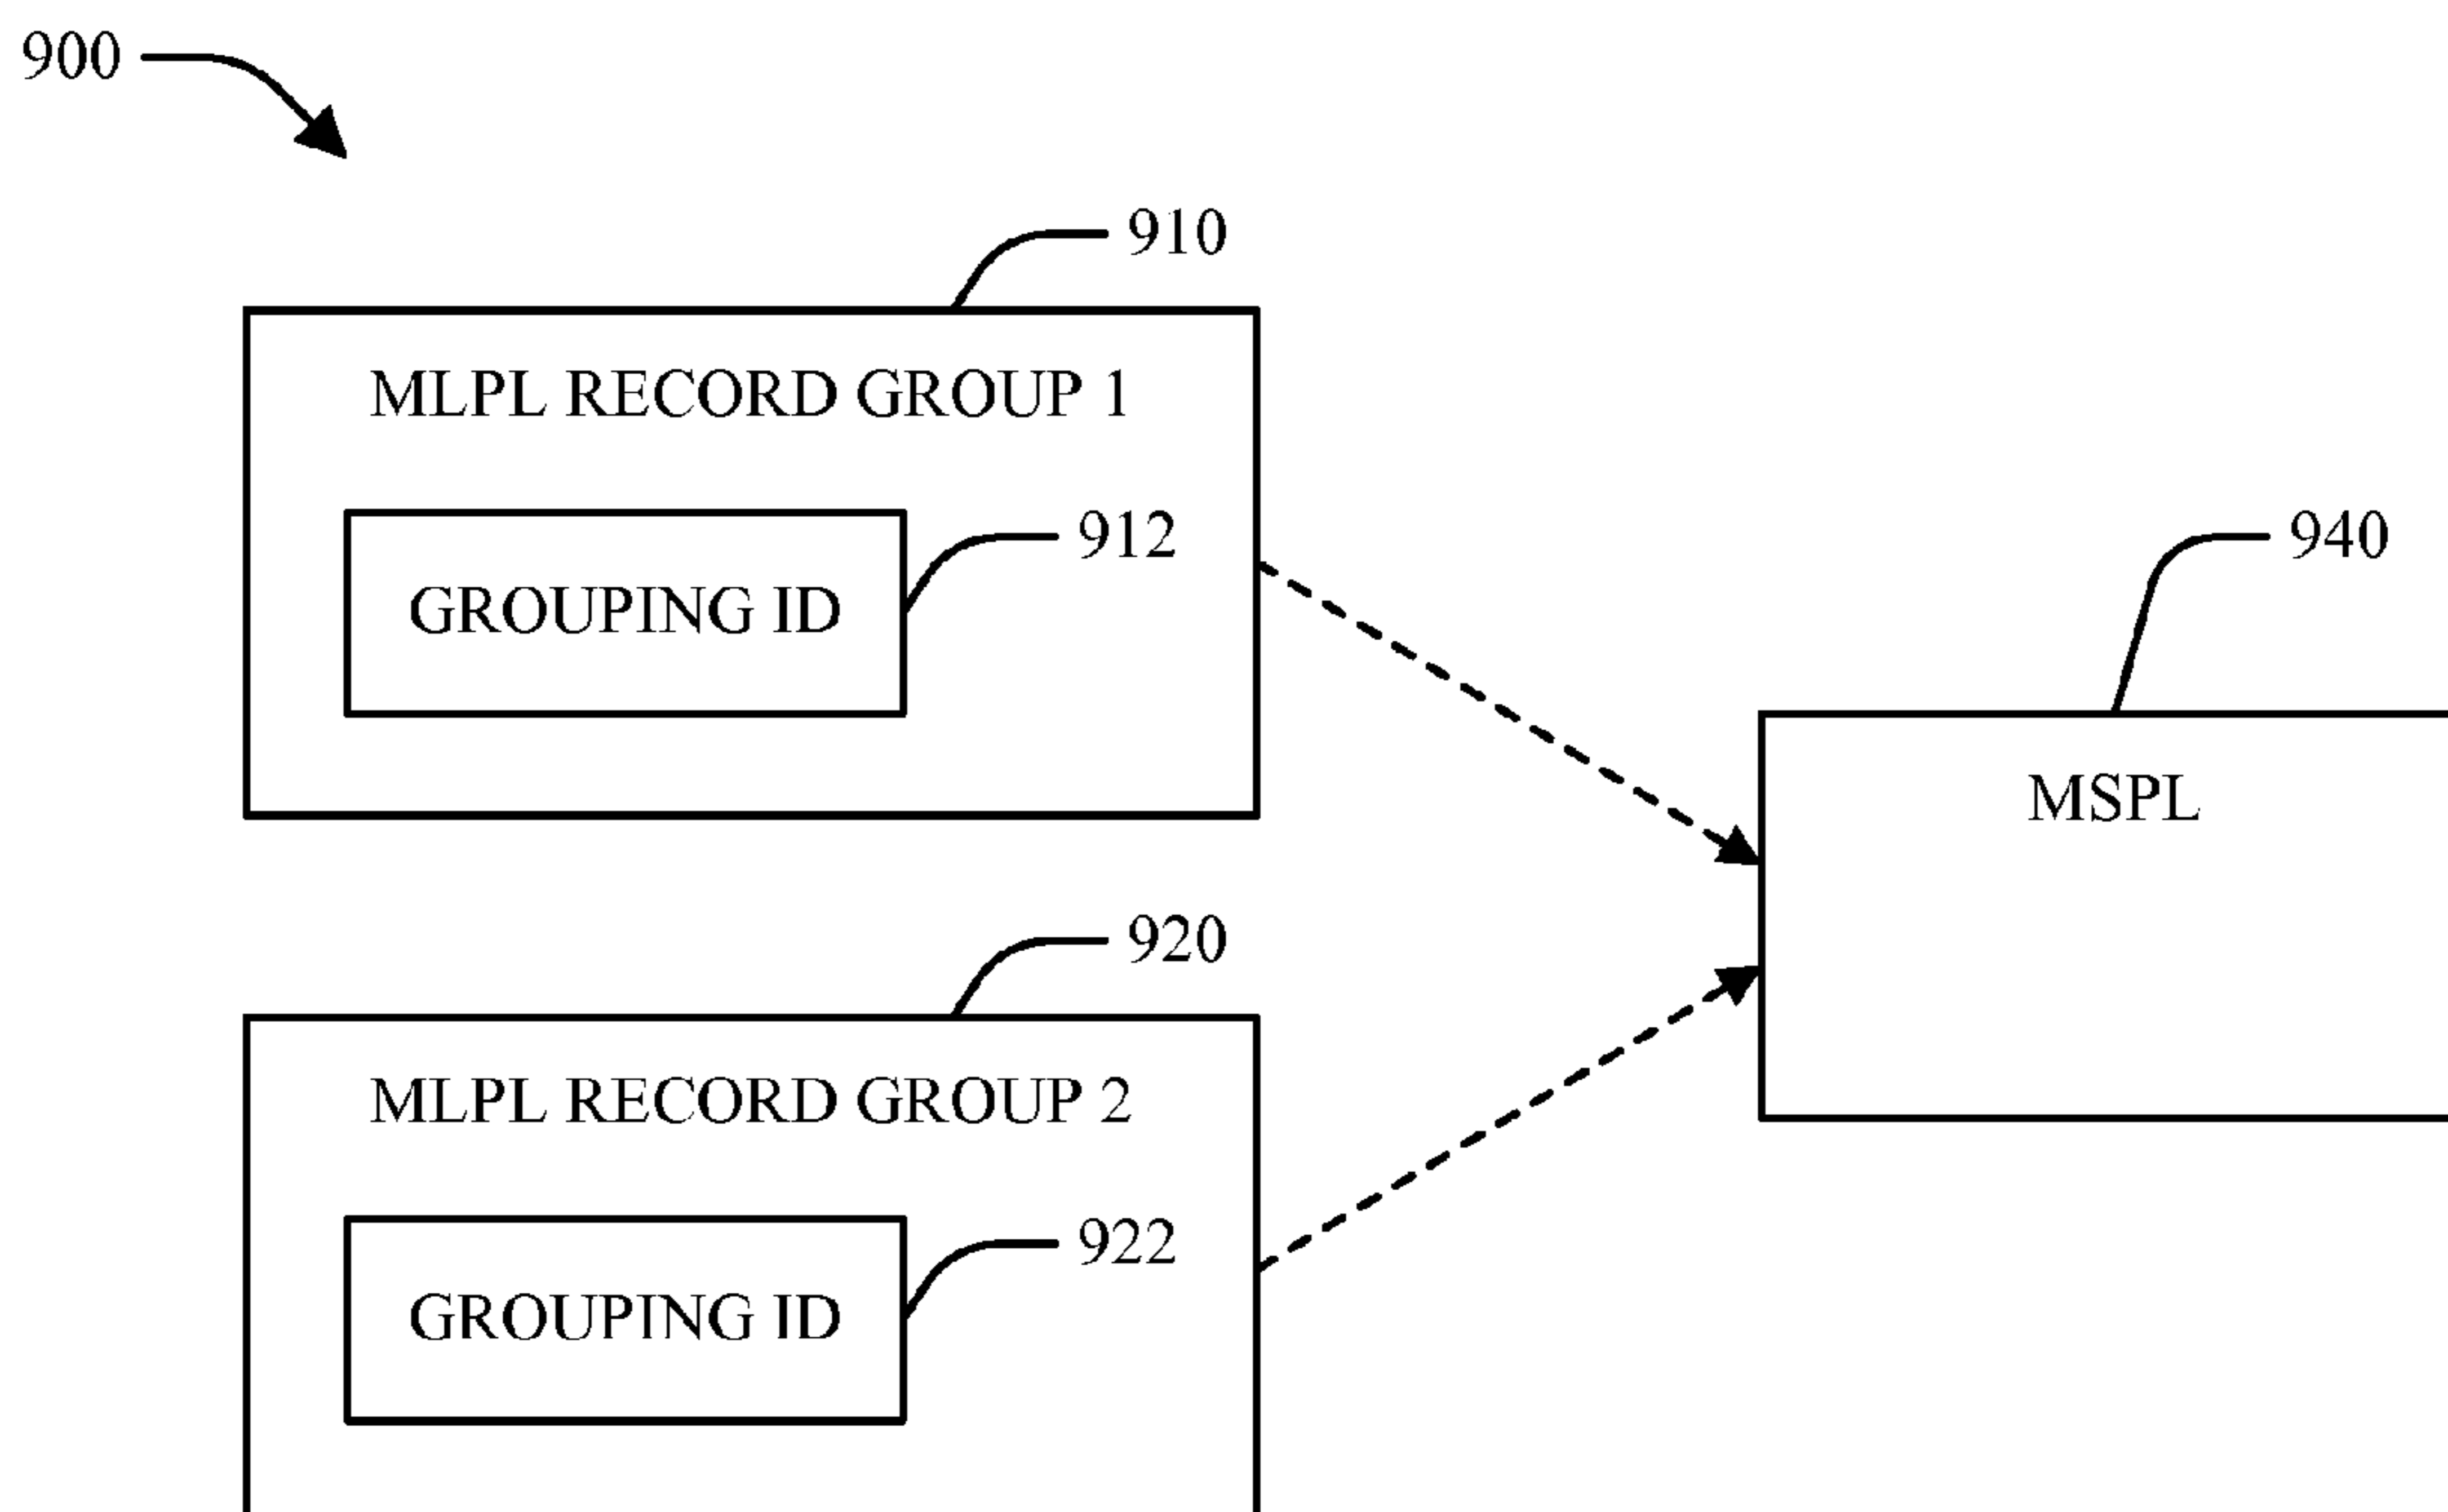 900
910
MLPL RECORD GROUP 1
912
GROUPING ID
940
MSPL
920
MLPL RECORD GROUP 2
922
GROUPING ID